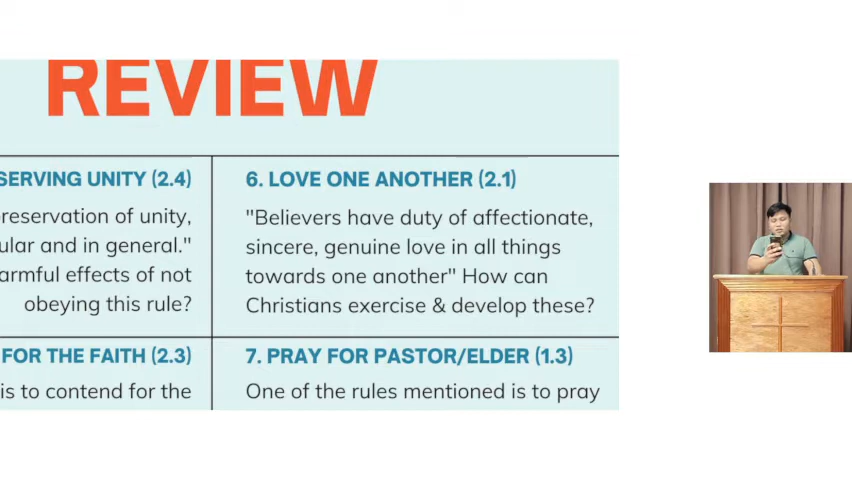 REVIEW
SERVING UNITY (2.4)
reservation of unity,
ular and in general."
armful effects of not
obeying this rule?
6. LOVE ONE ANOTHER (2.1)
"Believers have duty of affectionate,
sincere, genuine love in all things
towards one another" How can
Christians exercise & develop these?
FOR THE FAITH (2.3)
is to contend for the
7. PRAY FOR PASTOR/ELDER (1.3)
One of the rules mentioned is to pray